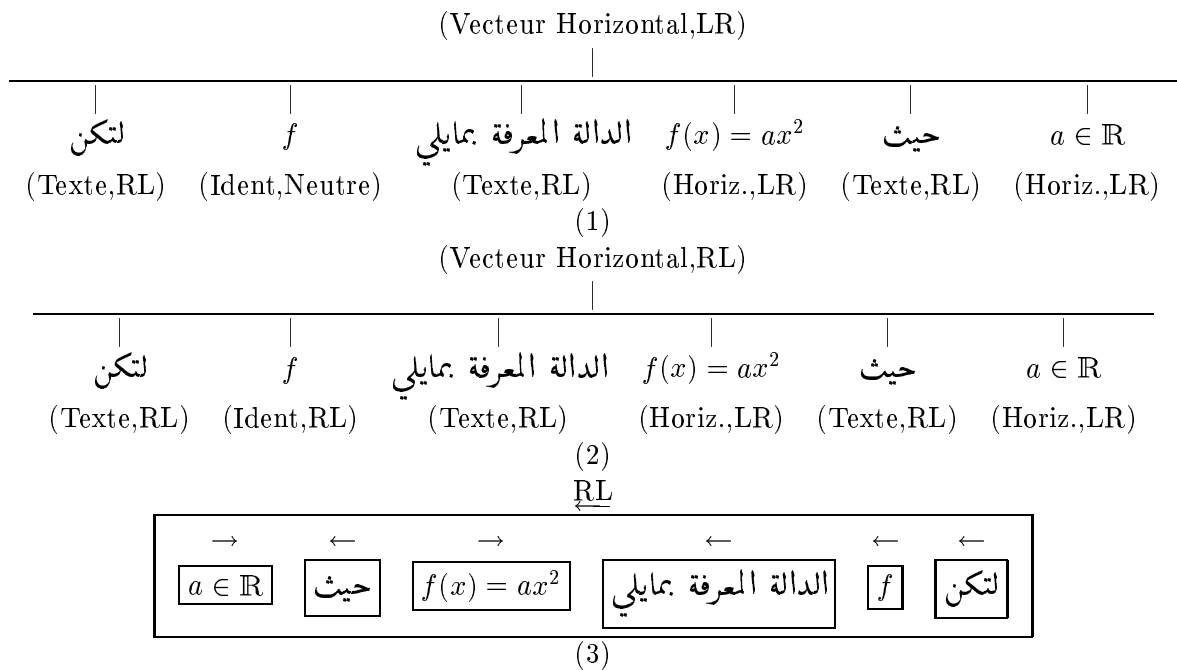 (Vecteur Horizontal,LR)
لتكن f الدالة المعرفة بمايلي f(x) = ax² حيث a ∈ ℝ
(Texte,RL) (Ident,Neutre) (Texte,RL) (Horiz.,LR) (Texte,RL) (Horiz.,LR)
(1)
(Vecteur Horizontal,RL)
لتكن f الدالة المعرفة بمايلي f(x) = ax² حيث a ∈ ℝ
(Texte,RL) (Ident,RL) (Texte,RL) (Horiz.,LR) (Texte,RL) (Horiz.,LR)
(2)
RL
←
→ ← → ← ← ←
a ∈ ℝ حيث f(x) = ax² الدالة المعرفة بمايلي f لتكن
(3)